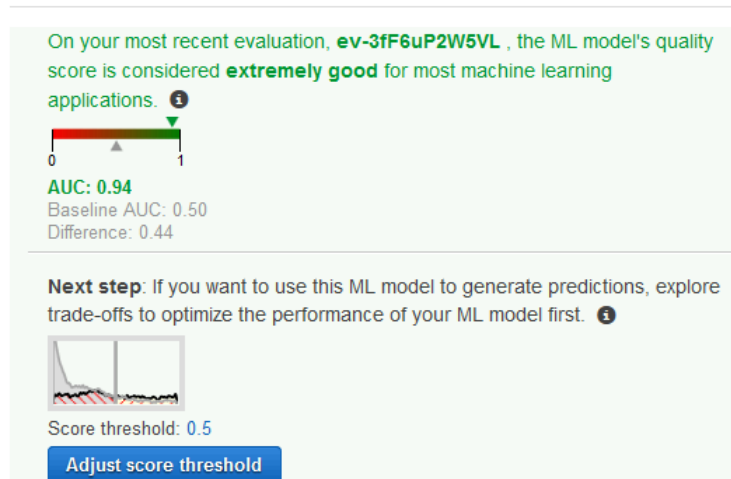 On your most recent evaluation, ev-3fF6uP2W5VL , the ML model's quality
score is considered extremely good for most machine learning
applications.
0 1
AUC: 0.94
Baseline AUC: 0.50
Difference: 0.44
Next step: If you want to use this ML model to generate predictions, explore
trade-offs to optimize the performance of your ML model first.
Score threshold: 0.5
Adjust score threshold